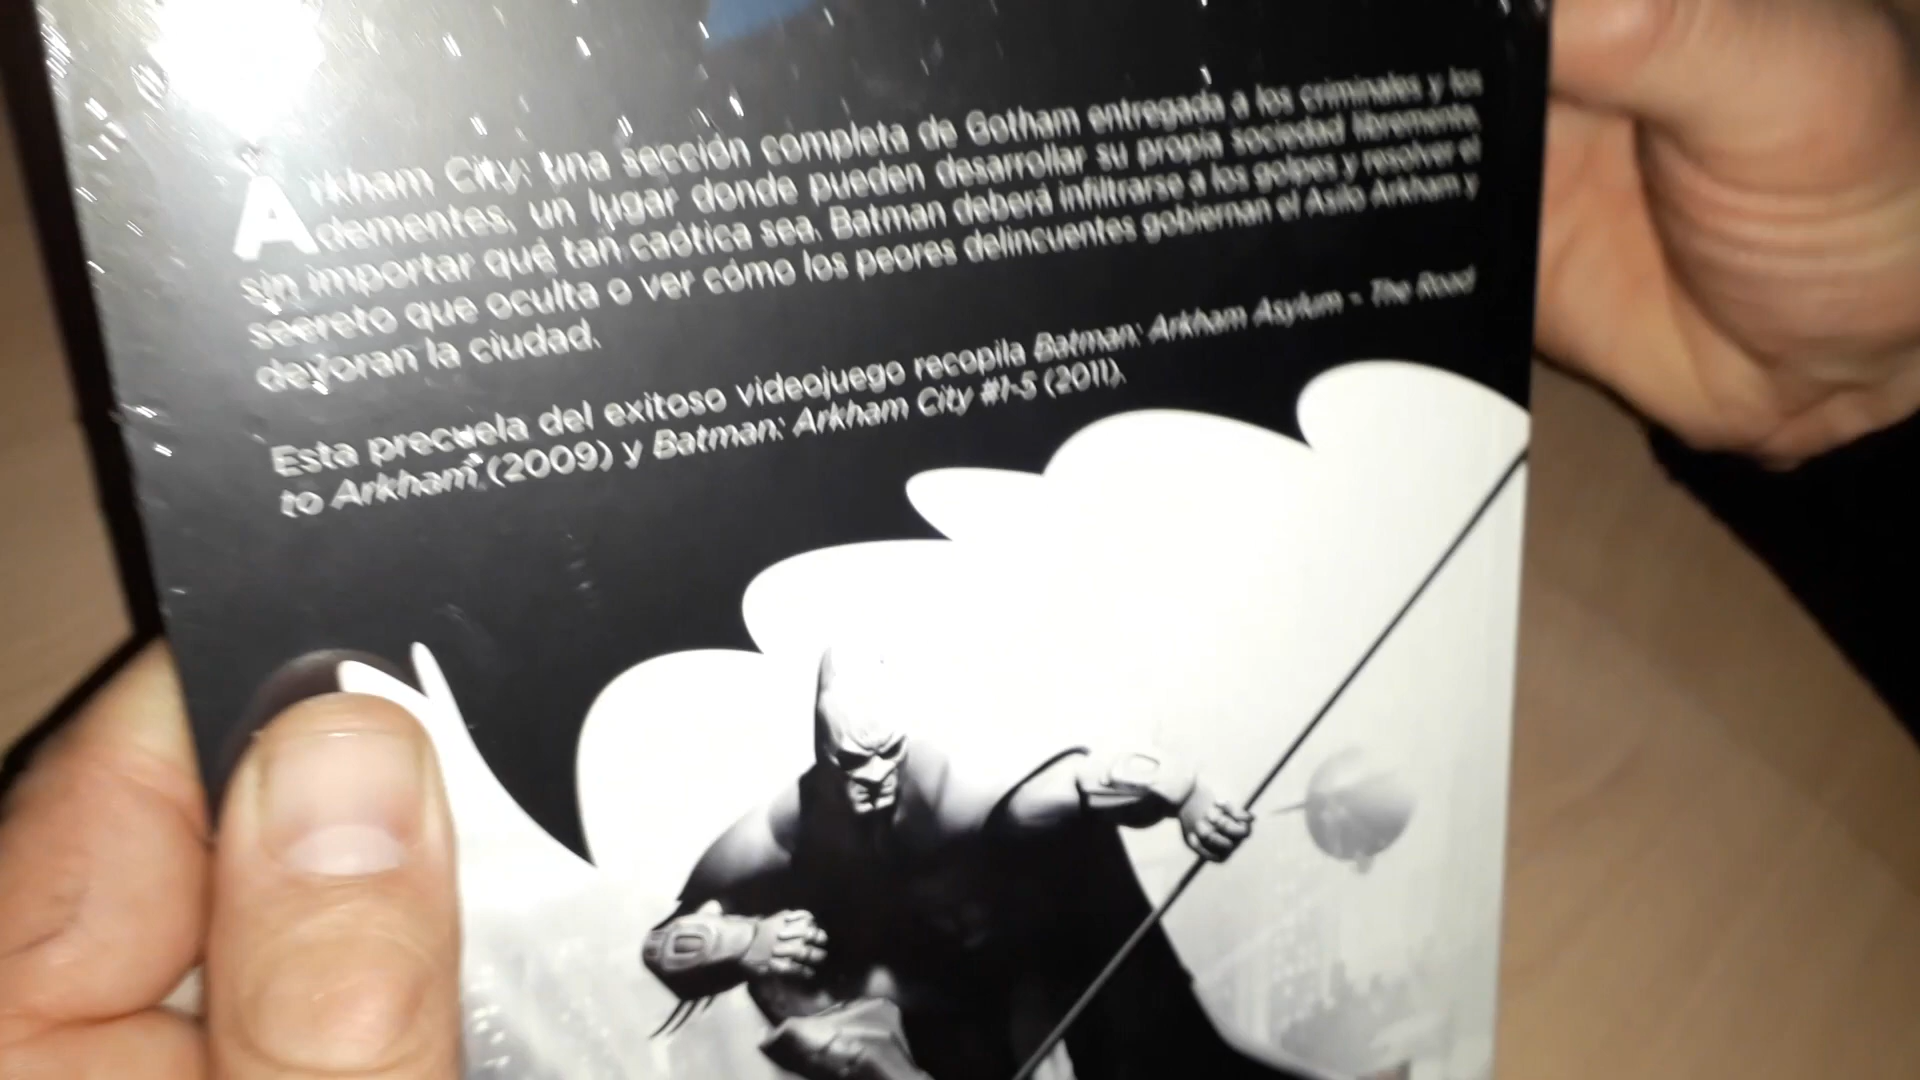 Arkham City: una sección completa de Gotham entregada a los criminales y los
dementes, un lugar donde pueden desarrollar su propia sociedad libremente,
sin importar qué tan caótica sea. Batman deberá infiltrarse a los golpes y resolver el
secreto que oculta o ver cómo los peores delincuentes gobiernan el Asilo Arkham y
devoran la ciudad.
Esta precuela del exitoso videojuego recopila Batman: Arkham Asylum - The Road
to Arkham (2009) y Batman: Arkham City #1-5 (2011).